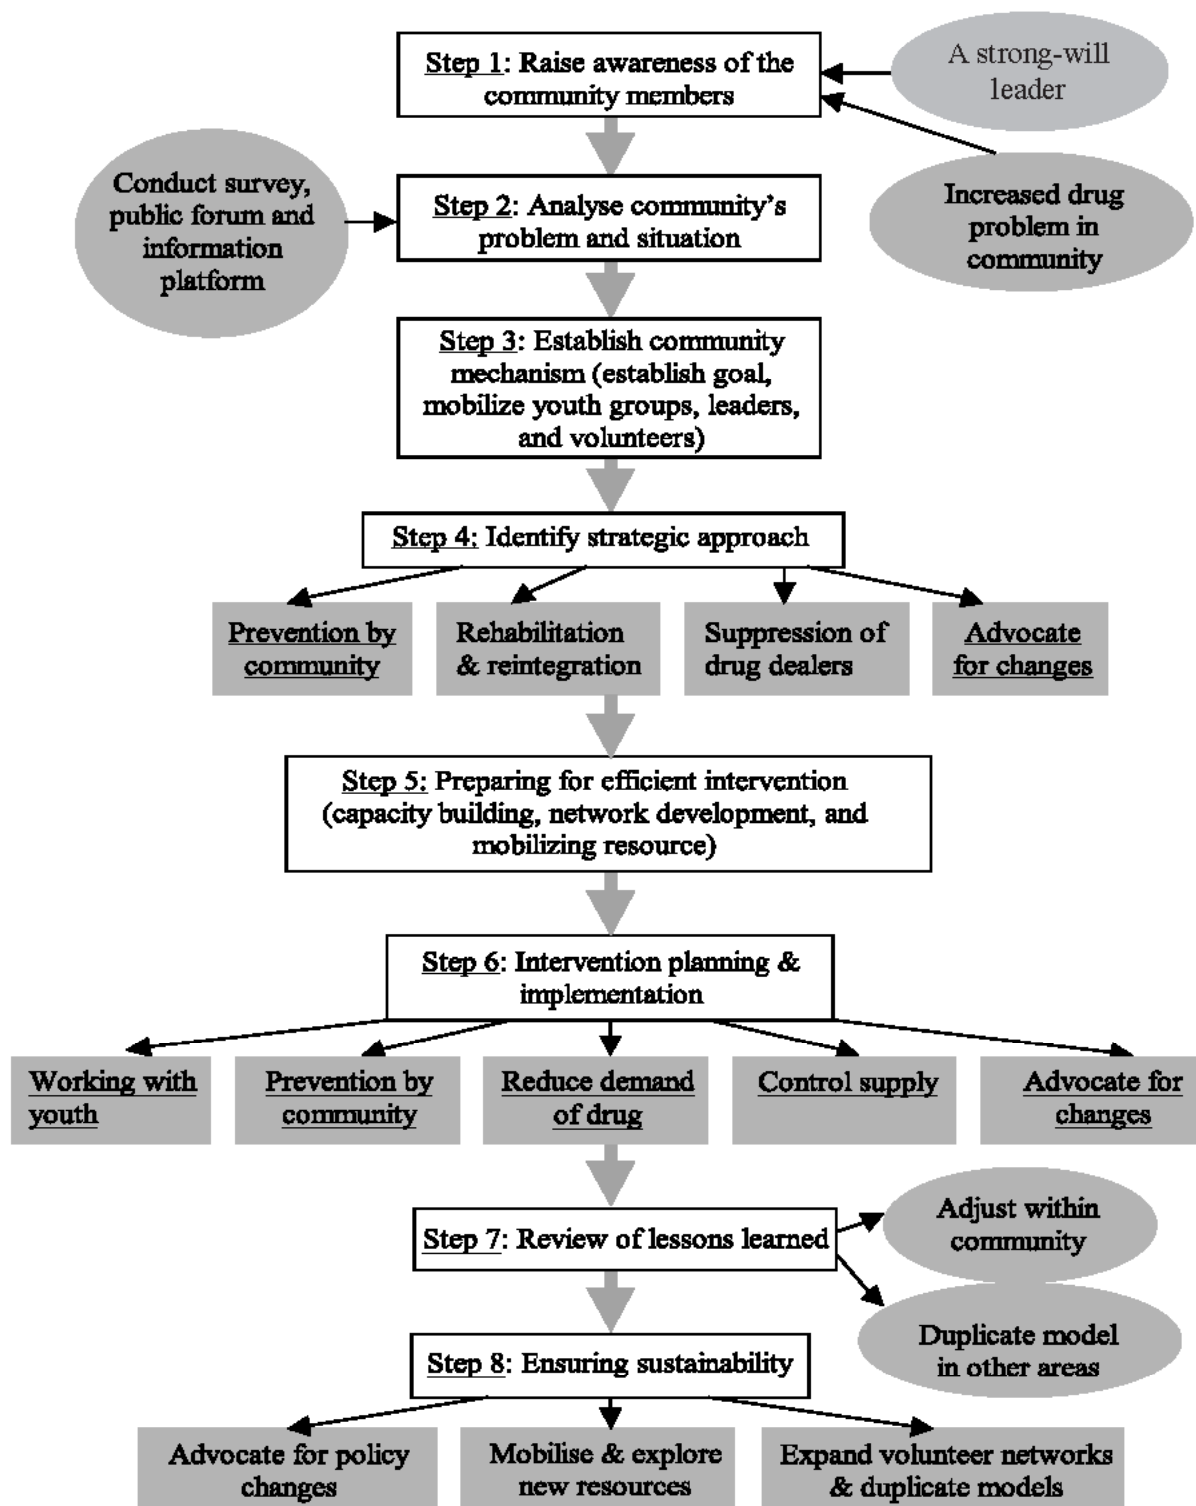 Step 1: Raise awareness of the
community members
A strong-will
leader
Increased drug
problem in
community
Conduct survey,
public forum and
information
platform
Step 2: Analyse community's
problem and situation
Step 3: Establish community
mechanism (establish goal,
mobilize youth groups, leaders,
and volunteers)
Step 4: Identify strategic approach
Prevention by
community
Rehabilitation
& reintegration
Suppression of
drug dealers
Advocate
for changes
Step 5: Preparing for efficient intervention
(capacity building, network development, and
mobilizing resource)
Step 6: Intervention planning &
implementation
Working with
youth
Prevention by
community
Reduce demand
of drug
Control supply
Advocate for
changes
Step 7: Review of lessons learned
Adjust within
community
Duplicate model
in other areas
Step 8: Ensuring sustainability
Advocate for policy
changes
Mobilise & explore
new resources
Expand volunteer networks
& duplicate models